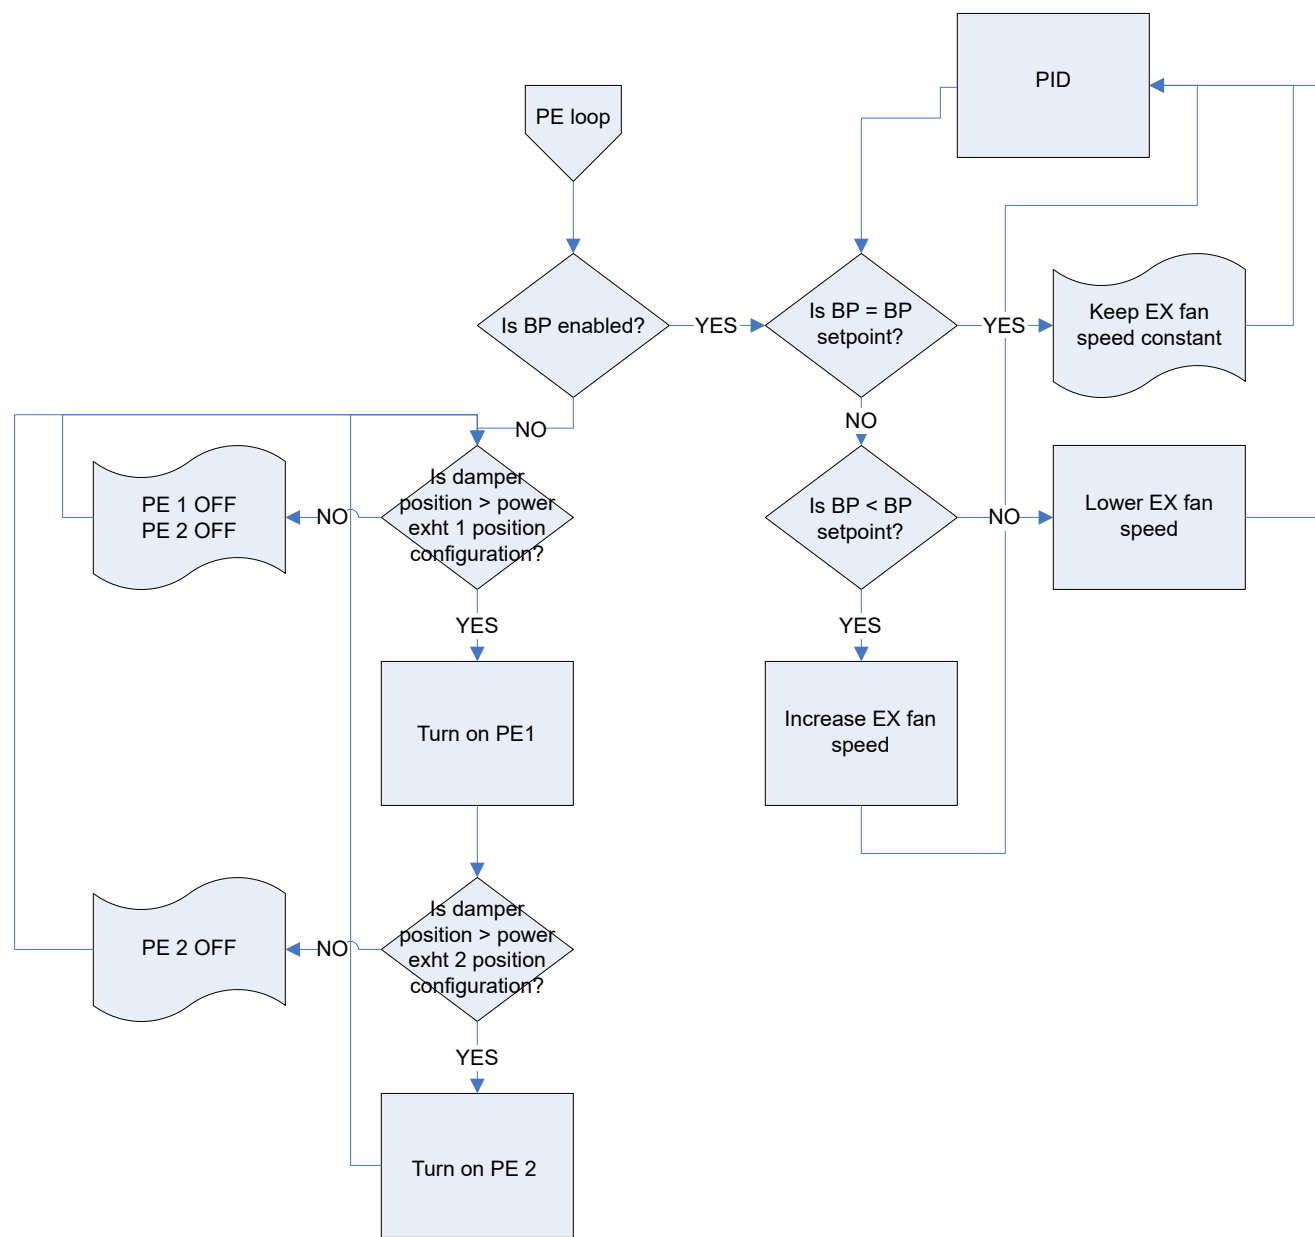 PID
PE loop
Is BP enabled?
YES
Is BP = BP
setpoint?
YES
Keep EX fan
speed constant
NO
NO
Is damper
position > power
exht 1 position
configuration?
NO
PE 1 OFF
PE 2 OFF
Is BP < BP
setpoint?
NO
Lower EX fan
speed
YES
YES
Turn on PE1
Increase EX fan
speed
Is damper
position > power
exht 2 position
configuration?
NO
PE 2 OFF
YES
Turn on PE 2